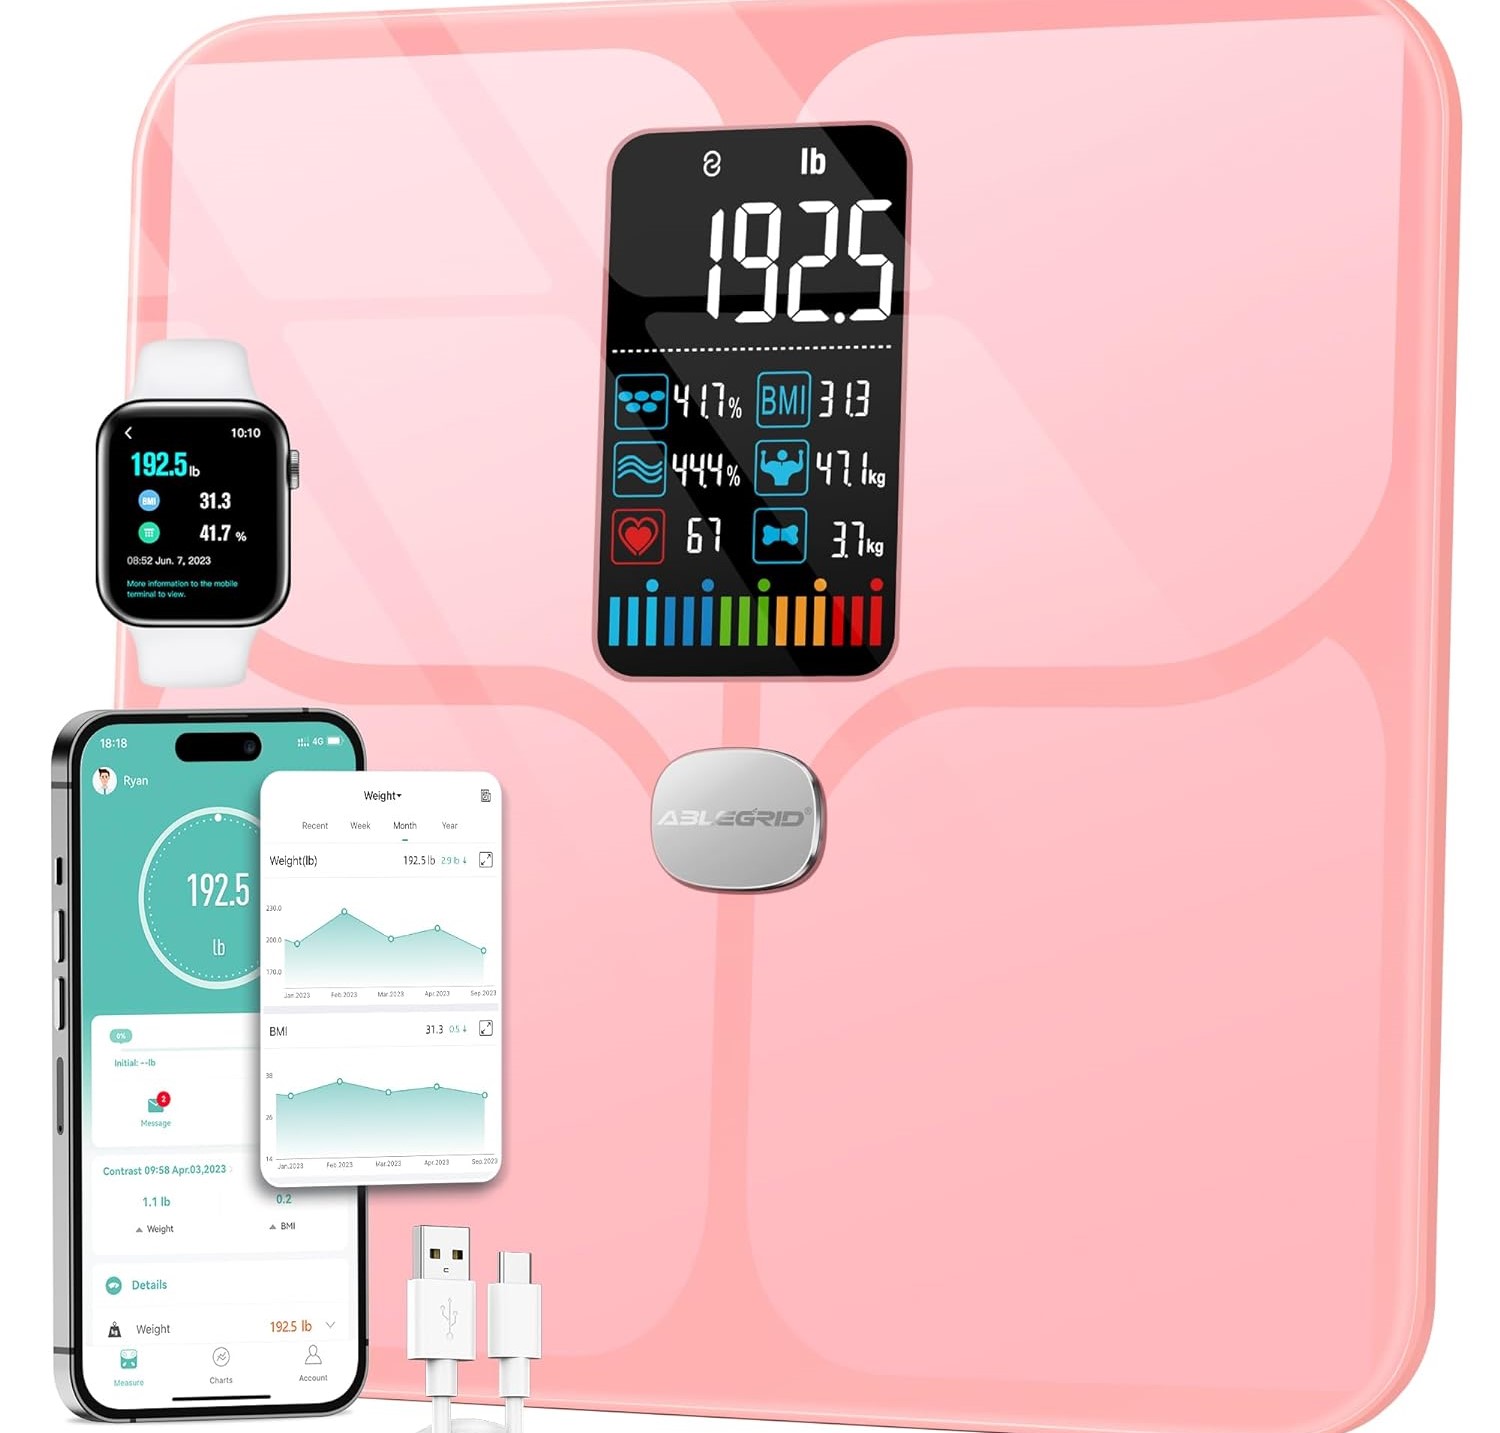 lb
192.5
41.7% BMI 31.3
44.4% 47.1kg
67 3.7kg
ABLEGRID®
10:10
192.5lb
BMI 31.3
41.7 %
08:52 Jun. 7, 2023
More information to the mobile
terminal to view.
18:18 4G
Ryan
192.5
lb
0%
Initial: --lb
2
Message
Contrast 09:58 Apr.03,2023
1.1 lb 0.2
Weight BMI
Details
Weight 192.5 lb
Measure Charts Account
Weight
Recent Week Month Year
Weight(lb) 192.5 lb 2.9 lb ↓
230.0
200.0
170.0
Jan.2023 Feb.2023 Mar.2023 Apr.2023 Sep.2023
BMI 31.3 0.5 ↓
38
26
14
Jan.2023 Feb.2023 Mar.2023 Apr.2023 Sep.2023